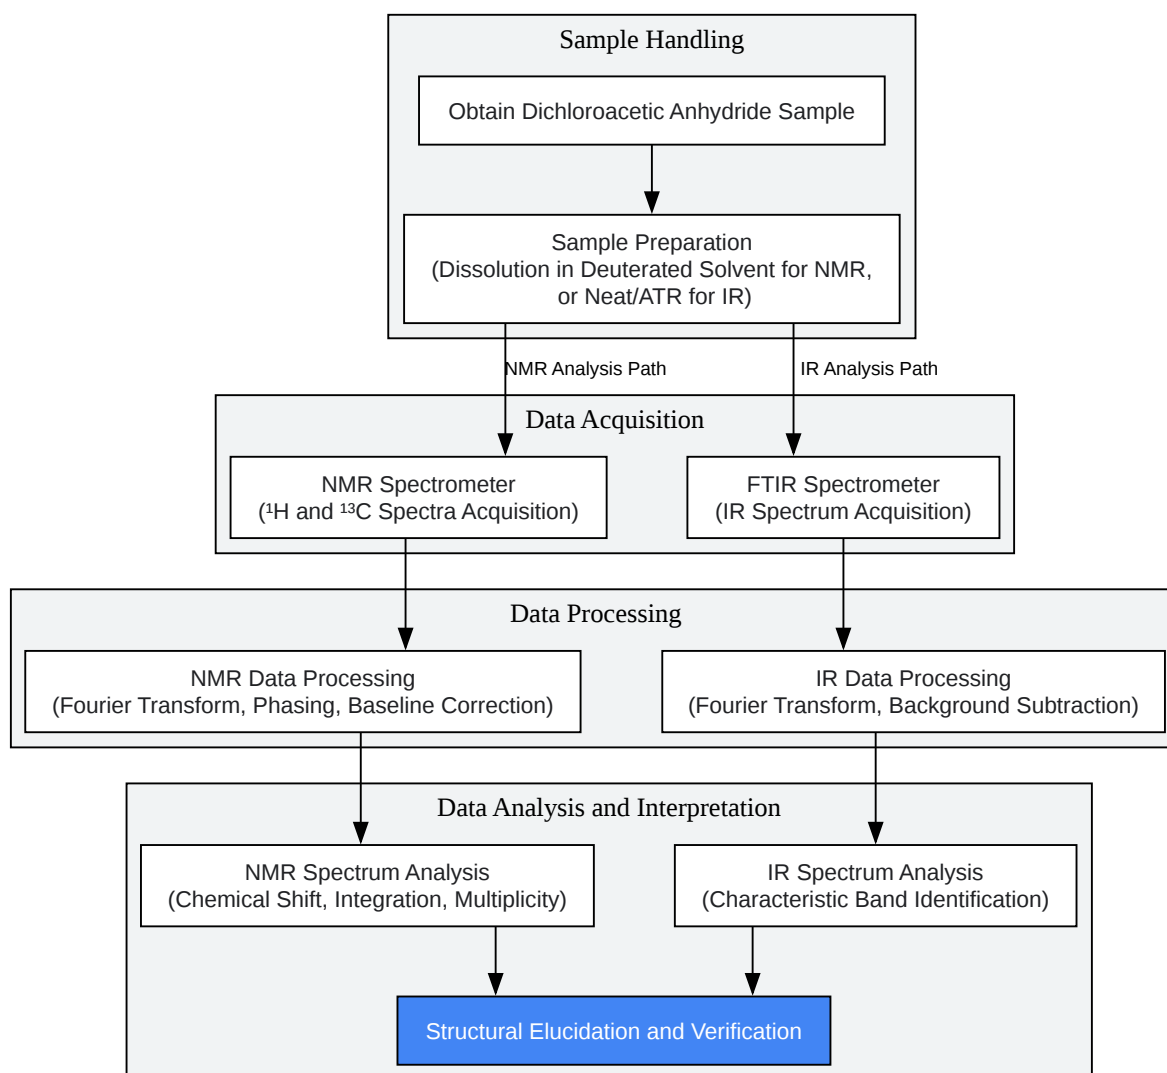 Sample Handling
Obtain Dichloroacetic Anhydride Sample
Sample Preparation
(Dissolution in Deuterated Solvent for NMR,
or Neat/ATR for IR)
NMR Analysis Path
IR Analysis Path
Data Acquisition
NMR Spectrometer
(¹H and ¹³C Spectra Acquisition)
FTIR Spectrometer
(IR Spectrum Acquisition)
Data Processing
NMR Data Processing
(Fourier Transform, Phasing, Baseline Correction)
IR Data Processing
(Fourier Transform, Background Subtraction)
Data Analysis and Interpretation
NMR Spectrum Analysis
(Chemical Shift, Integration, Multiplicity)
IR Spectrum Analysis
(Characteristic Band Identification)
Structural Elucidation and Verification